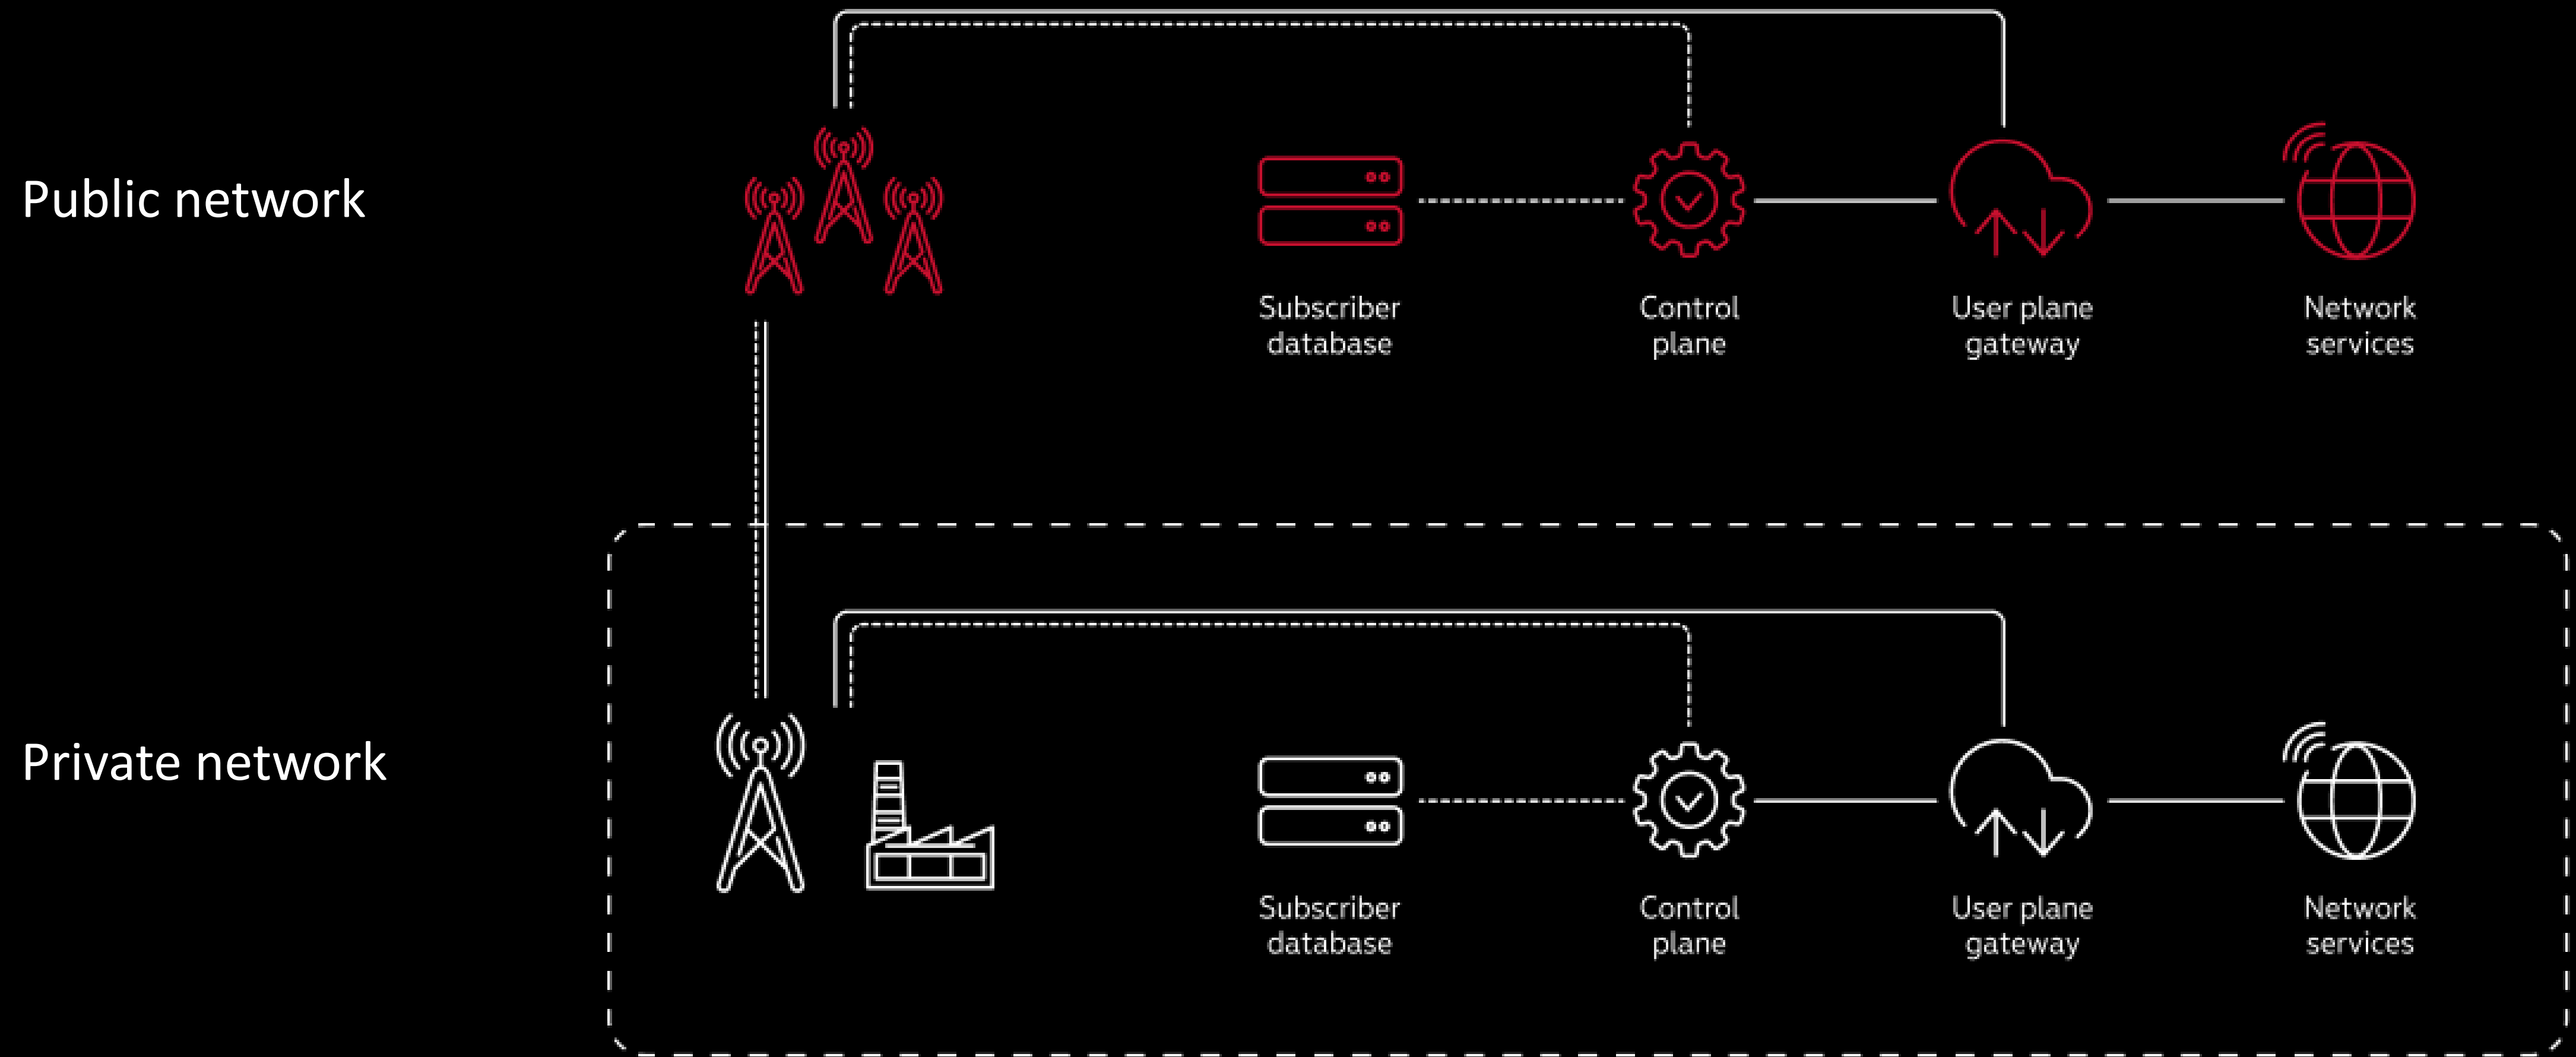 Public network
Subscriber
database
Control
plane
User plane
gateway
Network
services
Private network
Subscriber
database
Control
plane
User plane
gateway
Network
services